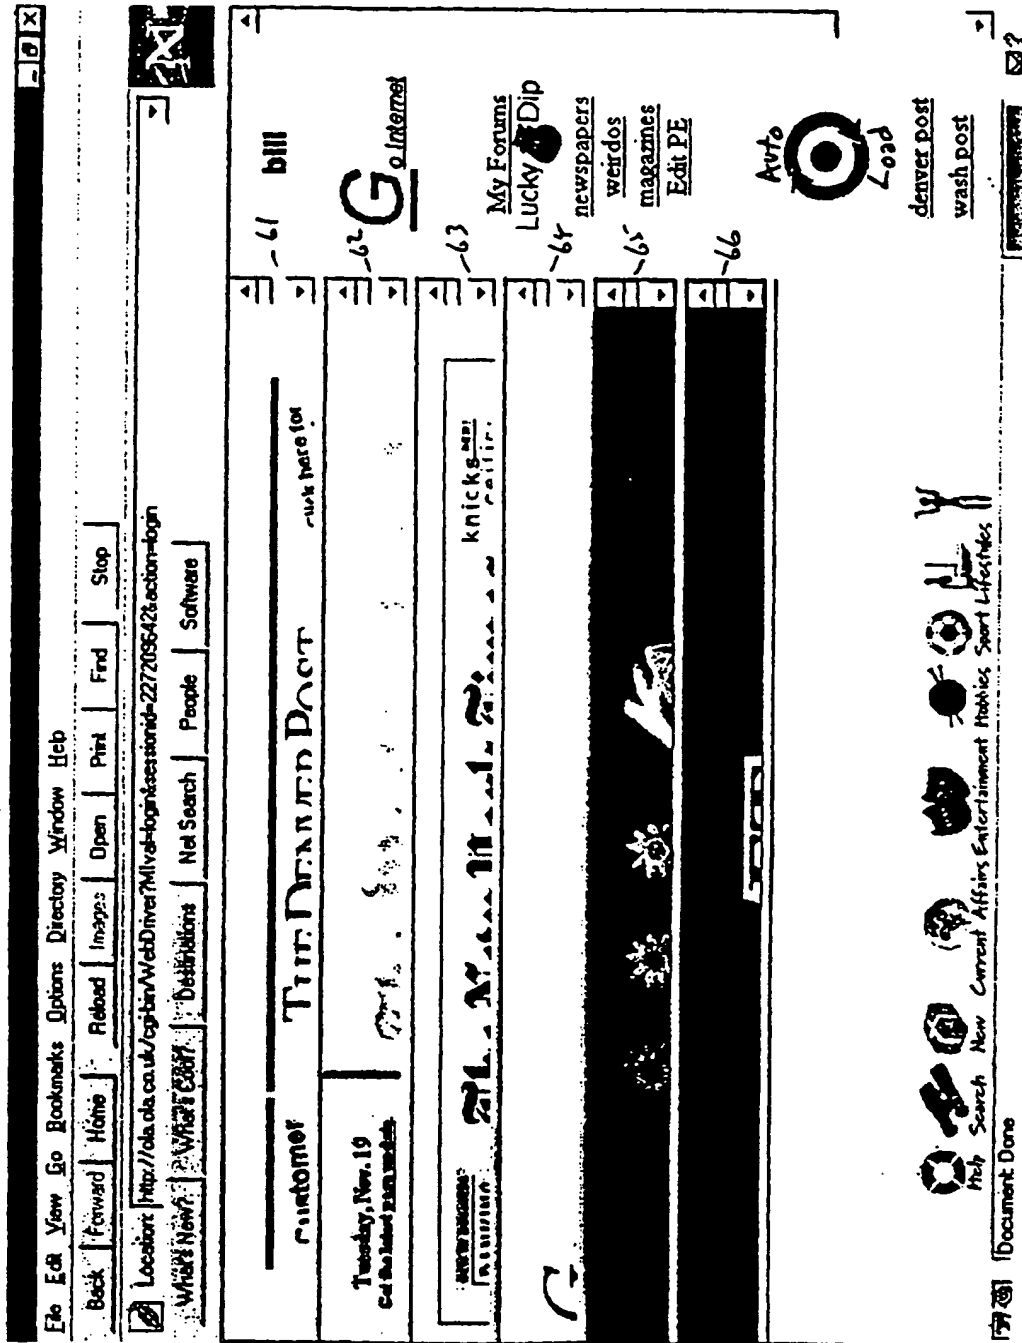 File Edit View Go Bookmarks Options Directory Window Help
Back Forward Home Reload Images Open Print Find Stop
Location: http://ola.ola.co.uk/cgi-bin/WebDriver?MIval=login&sessionid=227209642&action=login
What's New? What's Cool? Destinations Net Search People Software
customer THE DENVER POST click here for
61
bill
Tuesday, Nov. 19
62
Go Internet
knicks
63
My Forums
Lucky Dip
64
newspapers
weirdos
65
magazines
Edit PE
66
Auto
Load
denver post
wash post
Help Search New Current Affairs Entertainment Hobbies Sport Lifestyles
Document Done